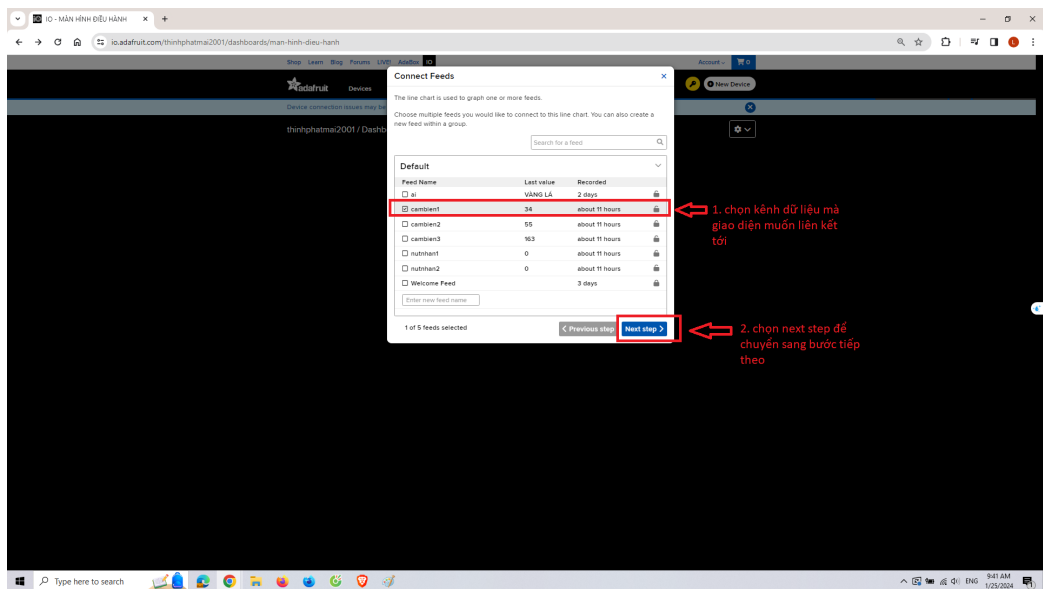 IO - MÀN HÌNH ĐIỀU HÀNH
io.adafruit.com/thinhphatmai2001/dashboards/man-hinh-dieu-hanh
Shop Learn Blog Forums LIVE! AdaBox IO
Account
0
adafruit
Devices
New Device
Device connection issues may be
thinhphatmai2001 / Dashb
Connect Feeds
The line chart is used to graph one or more feeds.
Choose multiple feeds you would like to connect to this line chart. You can also create a
new feed within a group.
Search for a feed
Default
Feed Name Last value Recorded
ai VÀNG LÁ 2 days
cambien1 34 about 11 hours
cambien2 55 about 11 hours
cambien3 163 about 11 hours
nutnhan1 0 about 11 hours
nutnhan2 0 about 11 hours
Welcome Feed 3 days
Enter new feed name
1 of 5 feeds selected
Previous step
Next step
1. chọn kênh dữ liệu mà
giao diện muốn liên kết
tới
2. chọn next step để
chuyển sang bước tiếp
theo
Type here to search
ENG
9:41 AM
1/25/2024